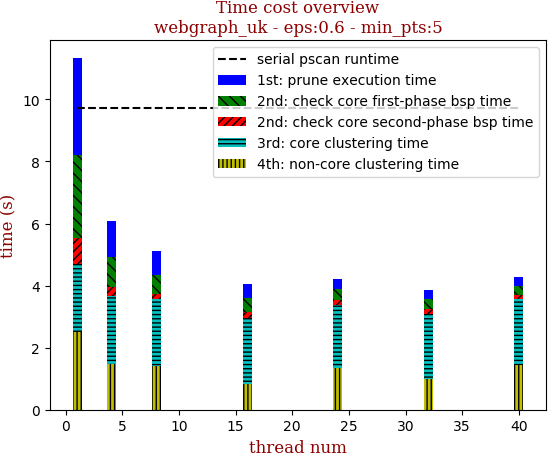 Time cost overview
webgraph_uk - eps:0.6 - min_pts:5
serial pscan runtime
1st: prune execution time
2nd: check core first-phase bsp time
2nd: check core second-phase bsp time
3rd: core clustering time
4th: non-core clustering time
time (s)
10
8
6
4
2
0
0 5 10 15 20 25 30 35 40
thread num